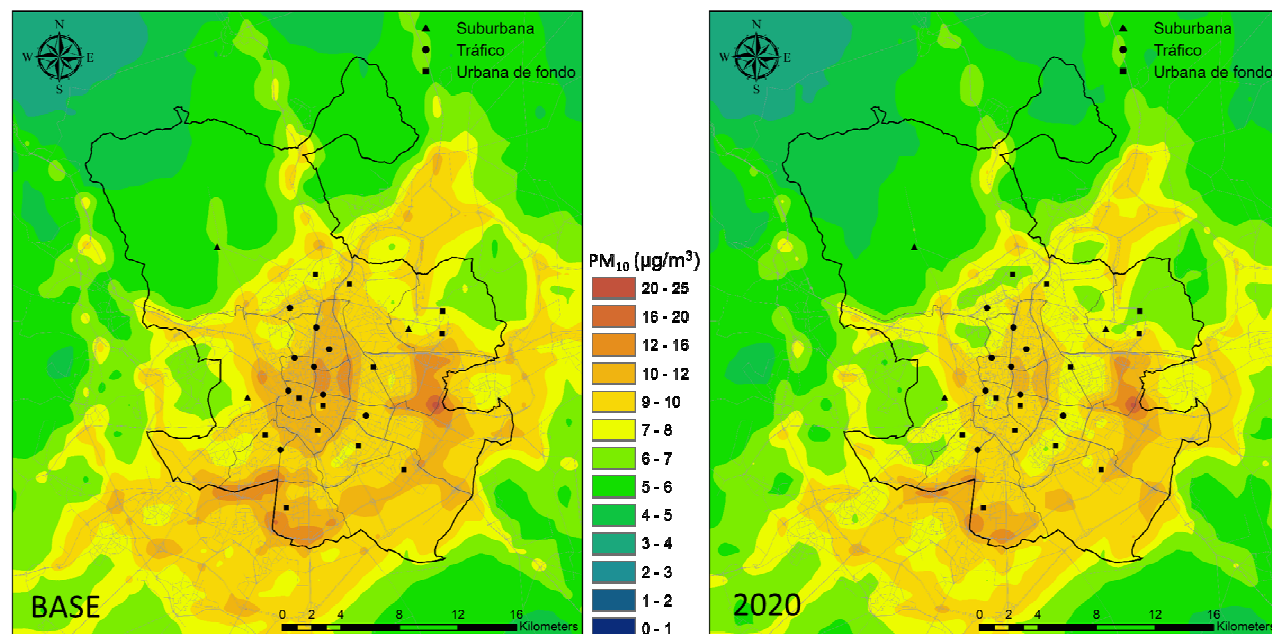 N
W E
S
Suburbana
Tráfico
Urbana de fondo
BASE
0 2 4 8 12 16
Kilometers
PM10 (µg/m³)
20 - 25
16 - 20
12 - 16
10 - 12
9 - 10
7 - 8
6 - 7
5 - 6
4 - 5
3 - 4
2 - 3
1 - 2
0 - 1
N
W E
S
Suburbana
Tráfico
Urbana de fondo
2020
0 2 4 8 12 16
Kilometers